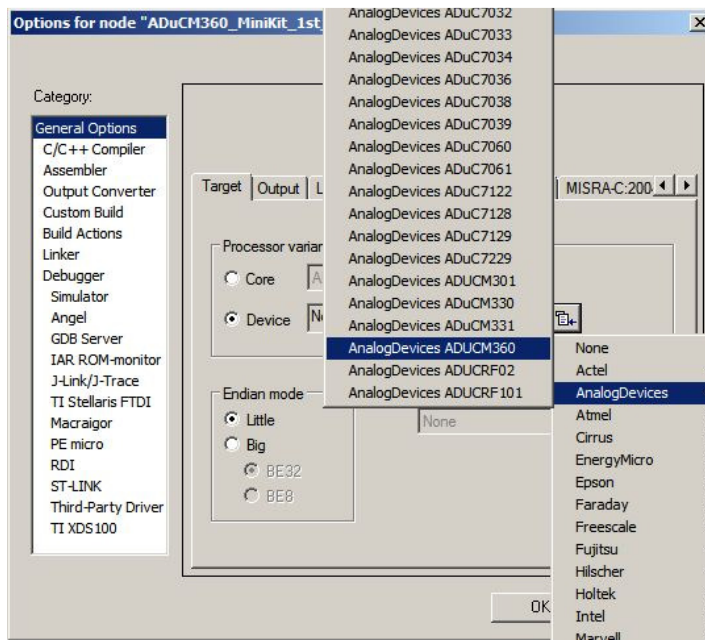 Options for node "ADuCM360_MiniKit_1st_
Category:
General Options
C/C++ Compiler
Assembler
Output Converter
Custom Build
Build Actions
Linker
Debugger
Simulator
Angel
GDB Server
IAR ROM-monitor
J-Link/J-Trace
TI Stellaris FTDI
Macraigor
PE micro
RDI
ST-LINK
Third-Party Driver
TI XDS100
Target
Output
L
MISRA-C:200
Processor varian
Core
A
Device
No
Endian mode
Little
Big
BE32
BE8
None
OK
AnalogDevices ADuC7032
AnalogDevices ADuC7033
AnalogDevices ADuC7034
AnalogDevices ADuC7036
AnalogDevices ADuC7038
AnalogDevices ADuC7039
AnalogDevices ADuC7060
AnalogDevices ADuC7061
AnalogDevices ADuC7122
AnalogDevices ADuC7128
AnalogDevices ADuC7129
AnalogDevices ADuC7229
AnalogDevices ADUCM301
AnalogDevices ADuCM330
AnalogDevices ADuCM331
AnalogDevices ADUCM360
AnalogDevices ADUCRF02
AnalogDevices ADUCRF101
None
Actel
AnalogDevices
Atmel
Cirrus
EnergyMicro
Epson
Faraday
Freescale
Fujitsu
Hilscher
Holtek
Intel
Marvell